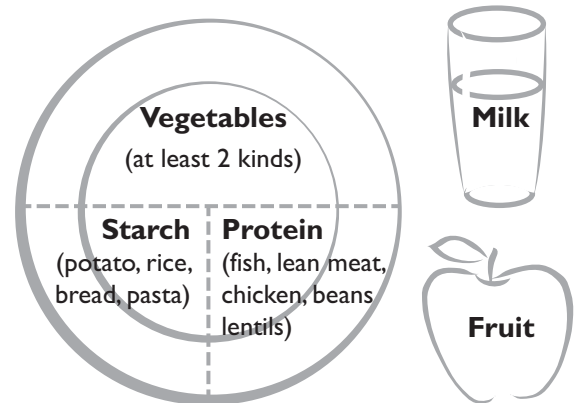 Vegetables
(at least 2 kinds)
Starch
(potato, rice,
bread, pasta)
Protein
(fish, lean meat,
chicken, beans
lentils)
Milk
Fruit